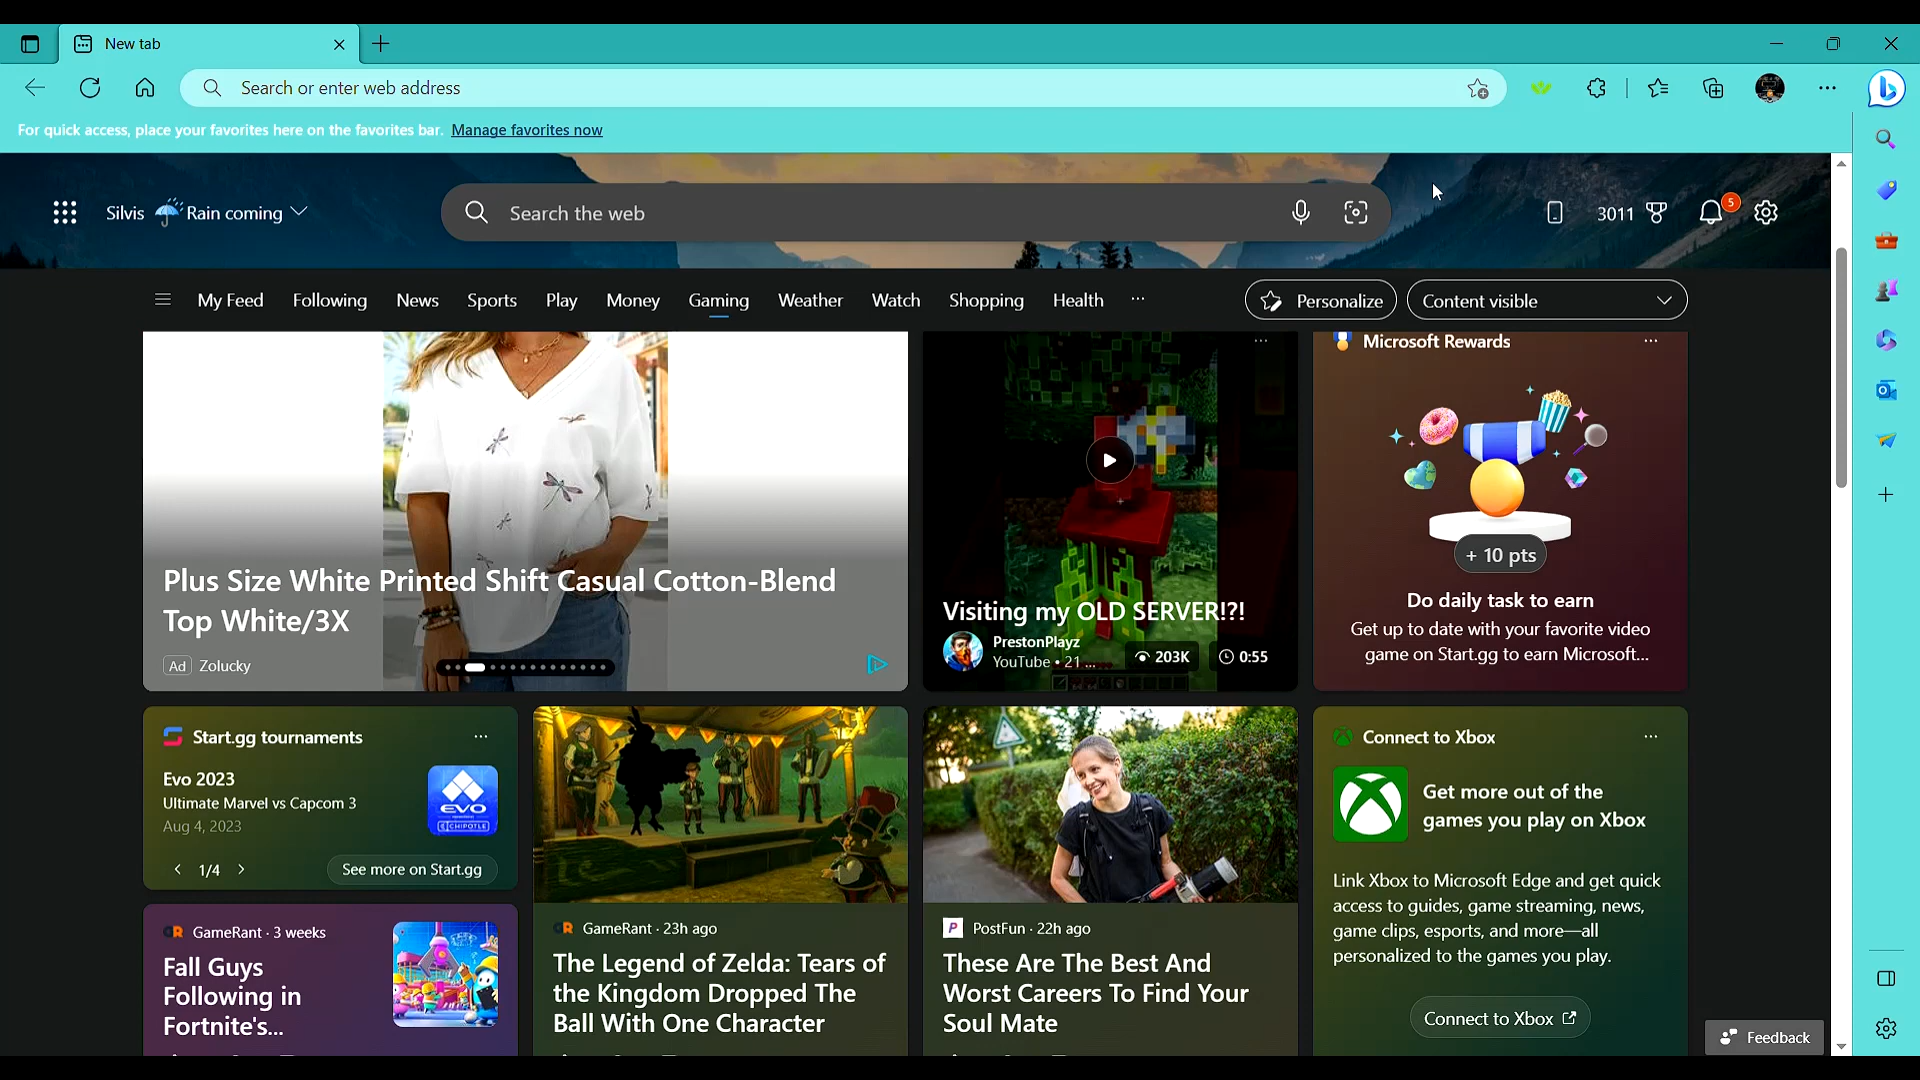 New tab
Search or enter web address
For quick access, place your favorites here on the favorites bar. Manage favorites now
Silvis Rain coming
Search the web
3011
5
My Feed Following News Sports Play Money Gaming Weather Watch Shopping Health ...
Personalize
Content visible
Plus Size White Printed Shift Casual Cotton-Blend
Top White/3X
Ad Zolucky
Visiting my OLD SERVER!?!
PrestonPlayz
YouTube • 21 ...
203K
0:55
Microsoft Rewards
+ 10 pts
Do daily task to earn
Get up to date with your favorite video
game on Start.gg to earn Microsoft...
Start.gg tournaments
Evo 2023
Ultimate Marvel vs Capcom 3
Aug 4, 2023
EVO
CHIPOTLE
1/4
See more on Start.gg
GameRant · 3 weeks
Fall Guys
Following in
Fortnite's...
GameRant · 23h ago
The Legend of Zelda: Tears of
the Kingdom Dropped The
Ball With One Character
PostFun · 22h ago
These Are The Best And
Worst Careers To Find Your
Soul Mate
Connect to Xbox
Get more out of the
games you play on Xbox
Link Xbox to Microsoft Edge and get quick
access to guides, game streaming, news,
game clips, esports, and more—all
personalized to the games you play.
Connect to Xbox
Feedback